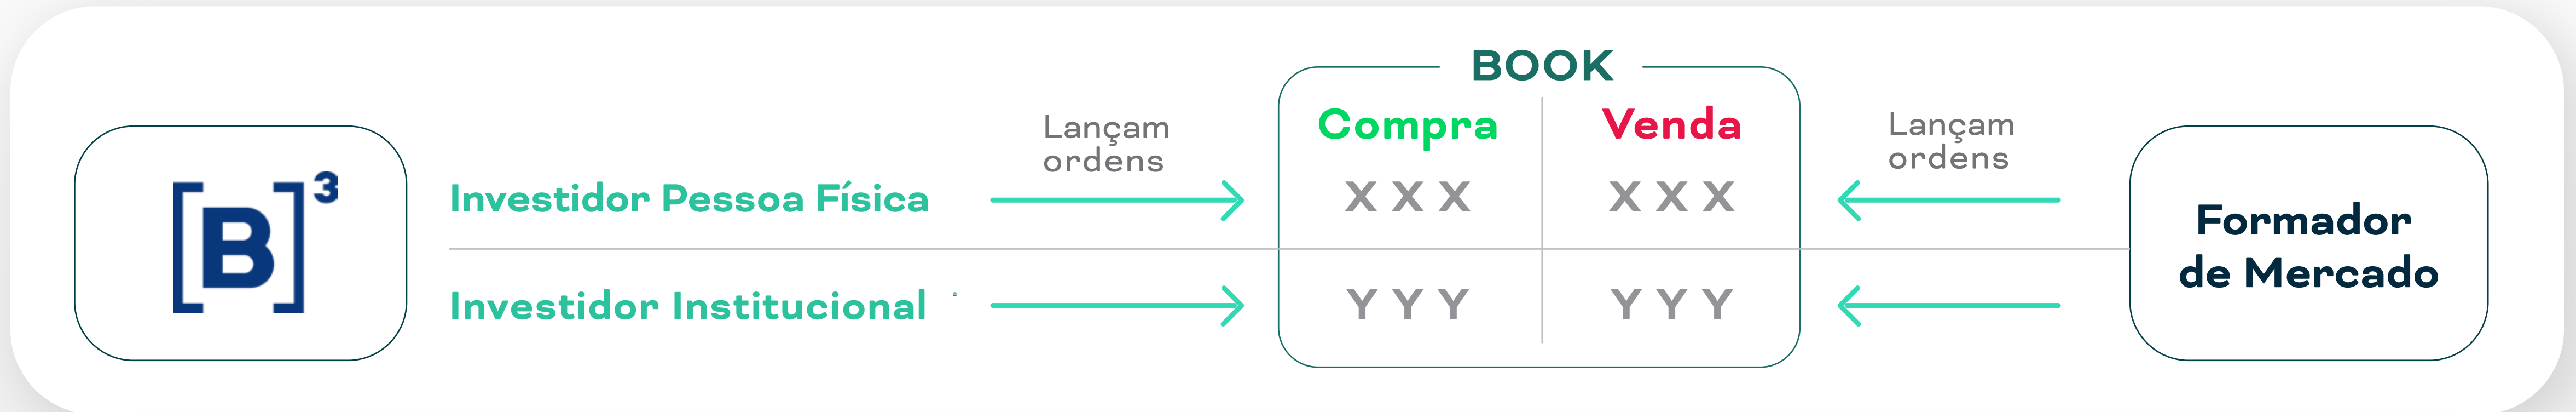 [B]³
Investidor Pessoa Física
Investidor Institucional
Lançam
ordens
BOOK
Compra
Venda
X X X
X X X
Y Y Y
Y Y Y
Lançam
ordens
Formador
de Mercado